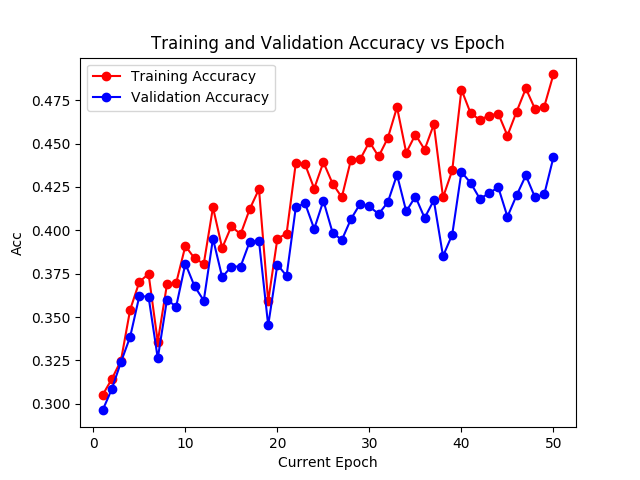 Training and Validation Accuracy vs Epoch
Training Accuracy
Validation Accuracy
0.475
0.450
0.425
0.400
0.375
0.350
0.325
0.300
Acc
0 10 20 30 40 50
Current Epoch